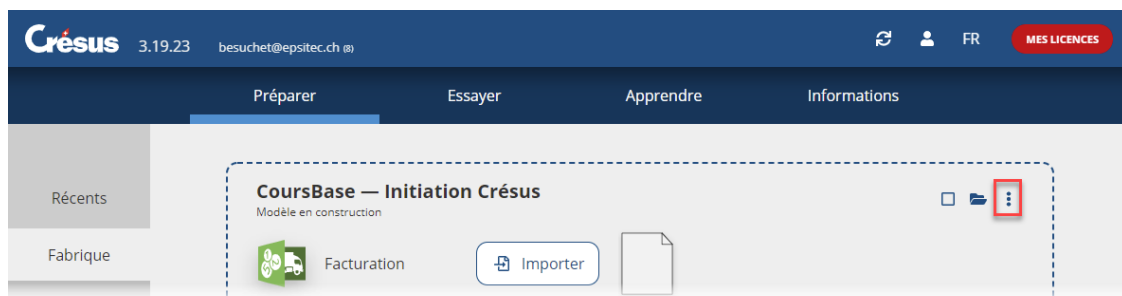 Crésus 3.19.23 besuchet@epsitec.ch (8) FR MES LICENCES
Préparer Essayer Apprendre Informations
Récents
CoursBase — Initiation Crésus
Modèle en construction
Fabrique
Facturation Importer